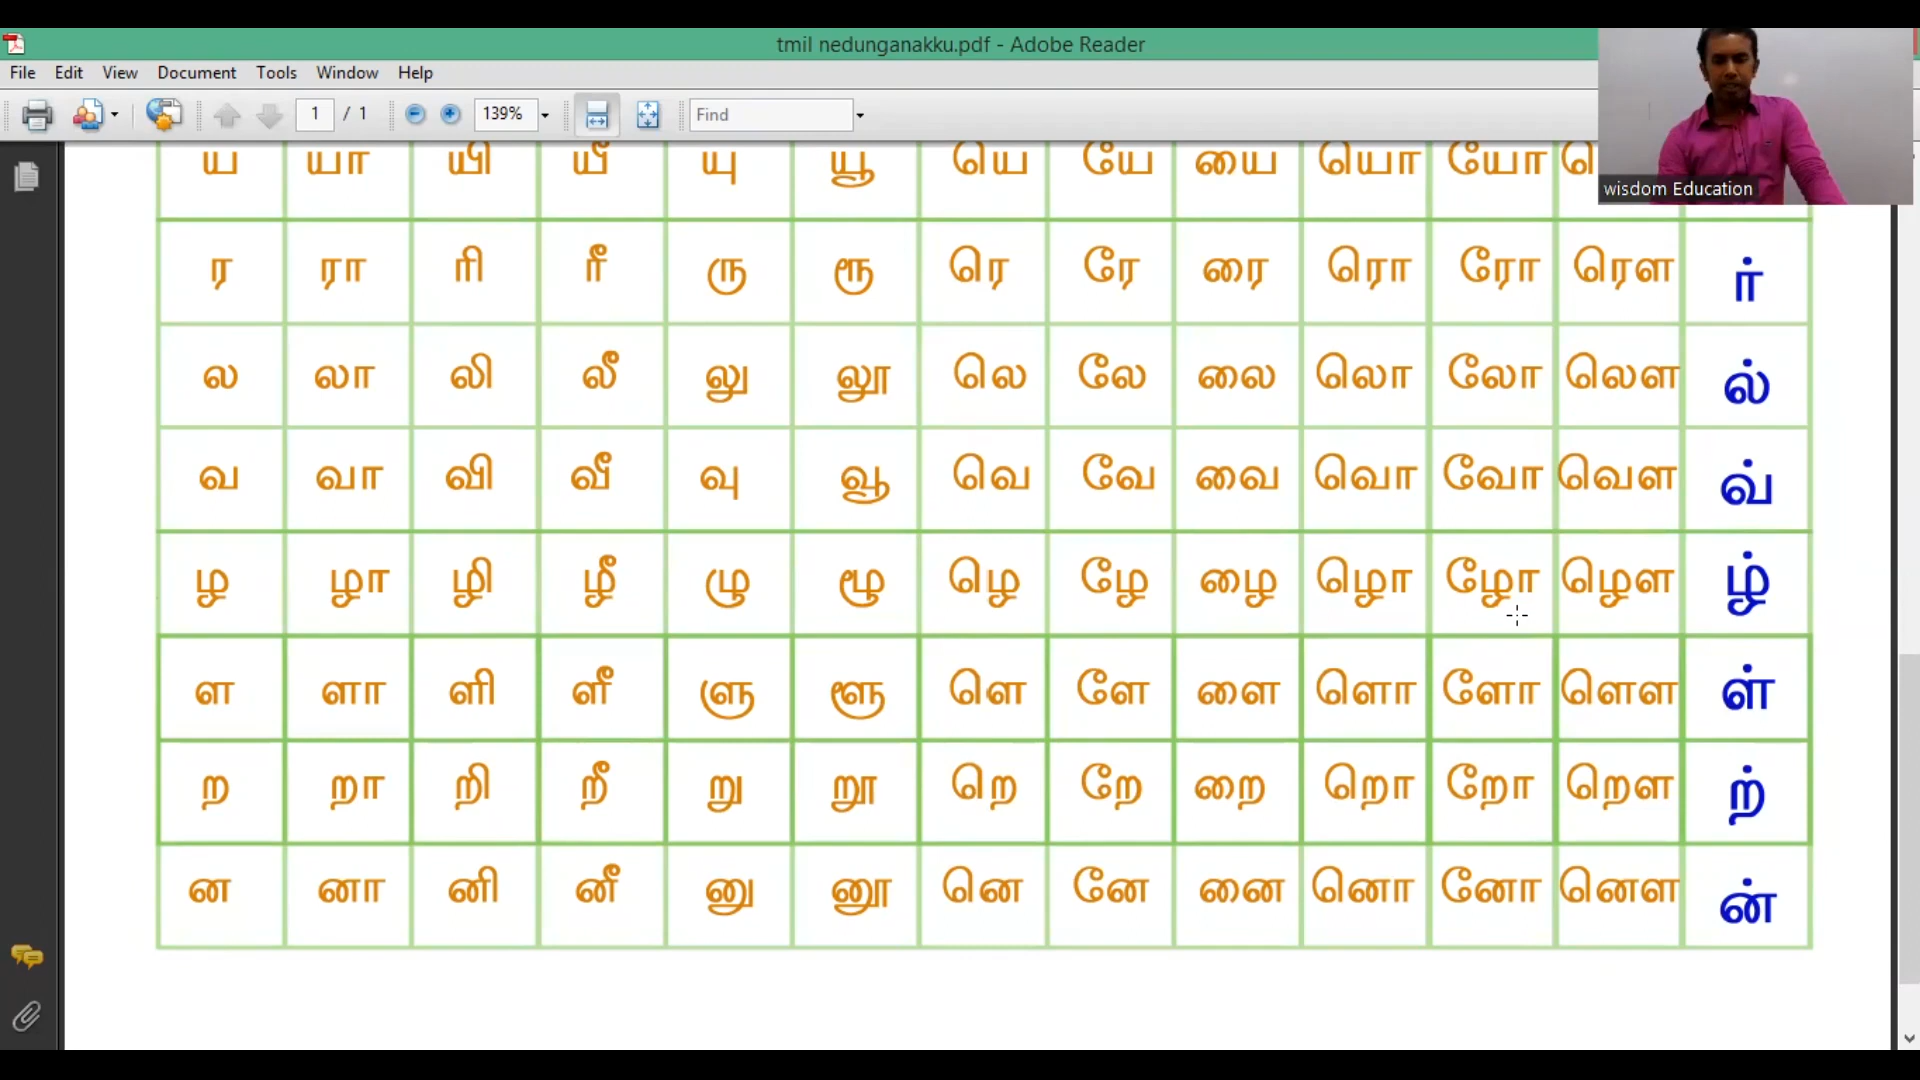 tmil nedunganakku.pdf - Adobe Reader
File Edit View Document Tools Window Help
1 / 1 139% Find
wisdom Education
ய யா யி யீ யு யூ யெ யே யை யொ யோ
ர ரா ரி ரீ ரு ரூ ரெ ரே ரை ரொ ரோ ரௌ ர்
ல லா லி லீ லு லூ லெ லே லை லொ லோ லௌ ல்
வ வா வி வீ வு வூ வெ வே வை வொ வோ வௌ வ்
ழ ழா ழி ழீ ழு ழூ ழெ ழே ழை ழொ ழோ ழௌ ழ்
ள ளா ளி ளீ ளு ளூ ளெ ளே ளை ளொ ளோ ளௌ ள்
ற றா றி றீ று றூ றெ றே றை றொ றோ றௌ ற்
ன னா னி னீ னு னூ னெ னே னை னொ னோ னௌ ன்